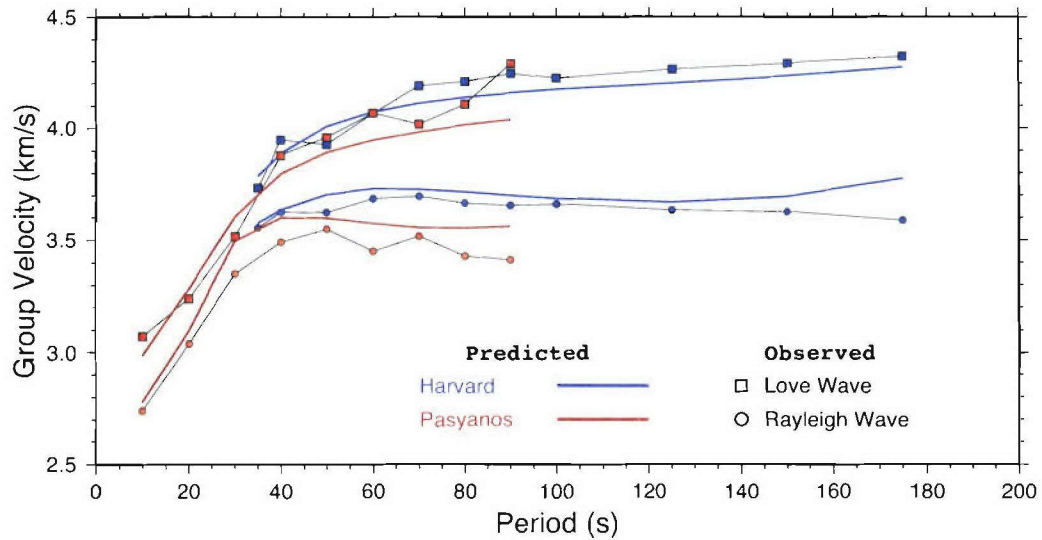 4.5
4.0
3.5
3.0
2.5
Group Velocity (km/s)
Predicted Observed
Harvard Love Wave
Pasyanos Rayleigh Wave
0 20 40 60 80 100 120 140 160 180 200
Period (s)